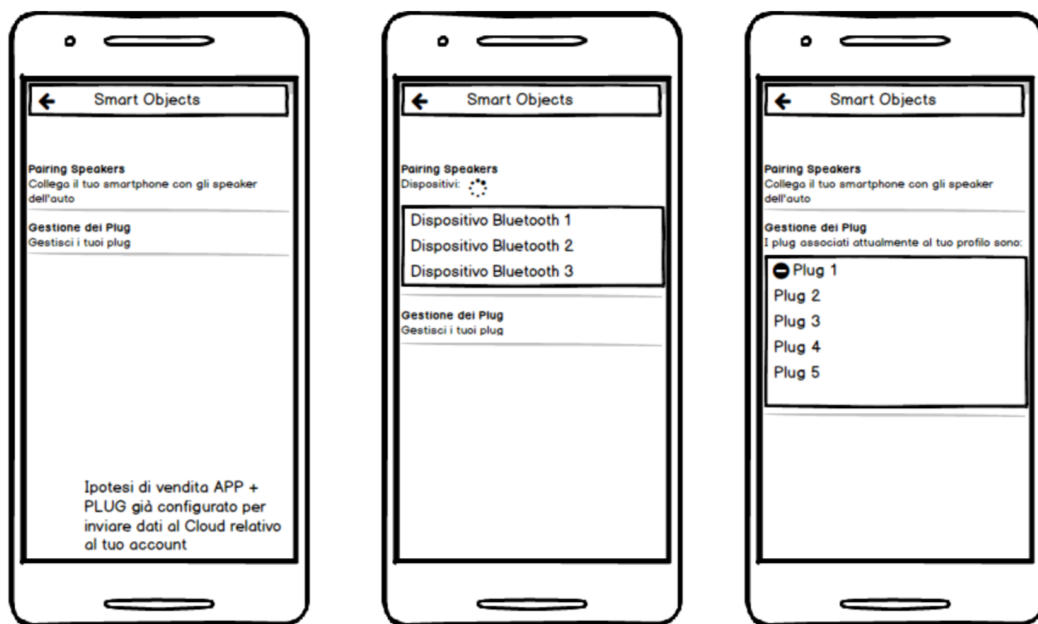 Smart Objects
Pairing Speakers
Collega il tuo smartphone con gli speaker
dell'auto
Gestione dei Plug
Gestisci i tuoi plug
Ipotesi di vendita APP +
PLUG già configurato per
inviare dati al Cloud relativo
al tuo account
Smart Objects
Pairing Speakers
Dispositivi:
Dispositivo Bluetooth 1
Dispositivo Bluetooth 2
Dispositivo Bluetooth 3
Gestione dei Plug
Gestisci i tuoi plug
Smart Objects
Pairing Speakers
Collega il tuo smartphone con gli speaker
dell'auto
Gestione dei Plug
I plug associati attualmente al tuo profilo sono:
Plug 1
Plug 2
Plug 3
Plug 4
Plug 5